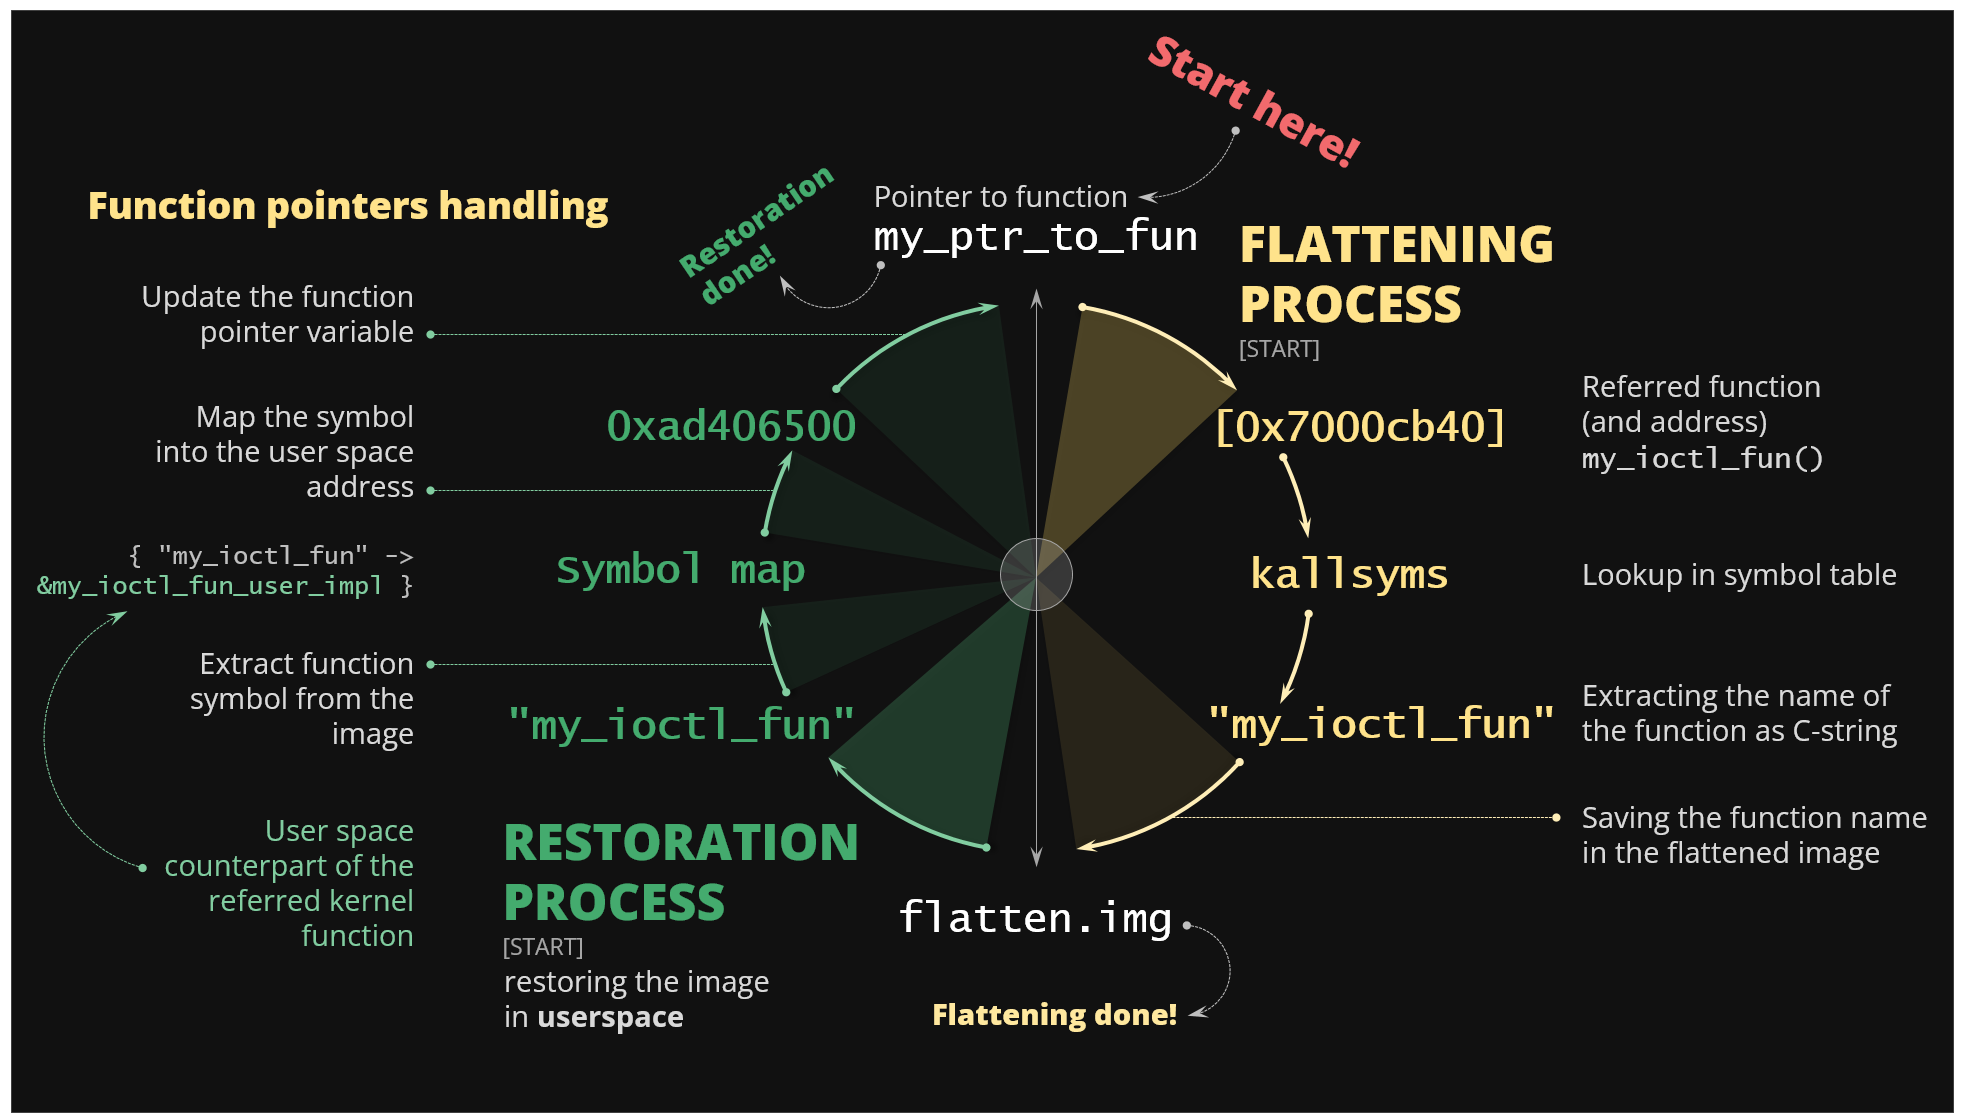 Start here!
Function pointers handling
Restoration
done!
Pointer to function
my_ptr_to_fun
FLATTENING
PROCESS
[START]
Update the function
pointer variable
Map the symbol
into the user space
address
{ "my_ioctl_fun" ->
&my_ioctl_fun_user_impl }
Extract function
symbol from the
image
User space
counterpart of the
referred kernel
function
0xad406500
Symbol map
"my_ioctl_fun"
RESTORATION
PROCESS
[START]
restoring the image
in userspace
[0x7000cb40]
kallsyms
"my_ioctl_fun"
Referred function
(and address)
my_ioctl_fun()
Lookup in symbol table
Extracting the name of
the function as C-string
Saving the function name
in the flattened image
flatten.img
Flattening done!